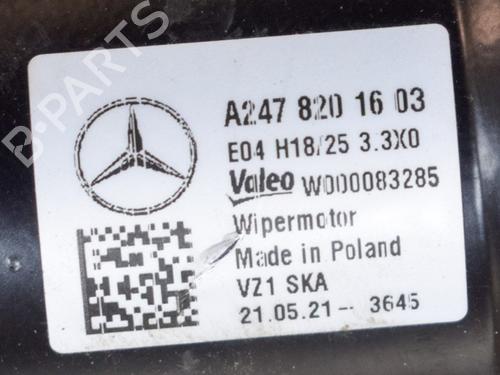 B-PARTS
A247 820 16 03
E04 H18/25 3.3X0
Valeo W000083285
Wipermotor
Made in Poland
VZ1 SKA
21.05.21- 3645